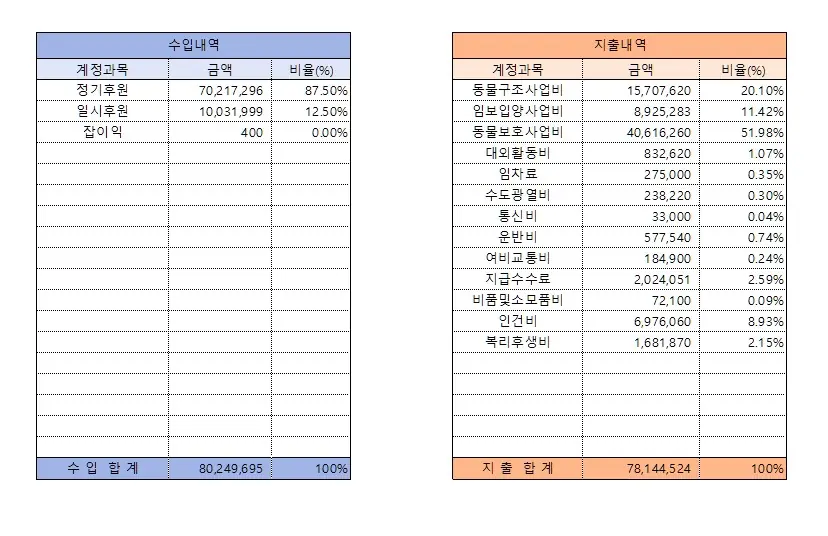 수입내역
계정과목 금액 비율(%)
정기후원 70,217,296 87.50%
일시후원 10,031,999 12.50%
잡이익 400 0.00%
수 입 합 계 80,249,695 100%
지출내역
계정과목 금액 비율(%)
동물구조사업비 15,707,620 20.10%
임보입양사업비 8,925,283 11.42%
동물보호사업비 40,616,260 51.98%
대외활동비 832,620 1.07%
임차료 275,000 0.35%
수도광열비 238,220 0.30%
통신비 33,000 0.04%
운반비 577,540 0.74%
여비교통비 184,900 0.24%
지급수수료 2,024,051 2.59%
비품및소모품비 72,100 0.09%
인건비 6,976,060 8.93%
복리후생비 1,681,870 2.15%
지 출 합 계 78,144,524 100%